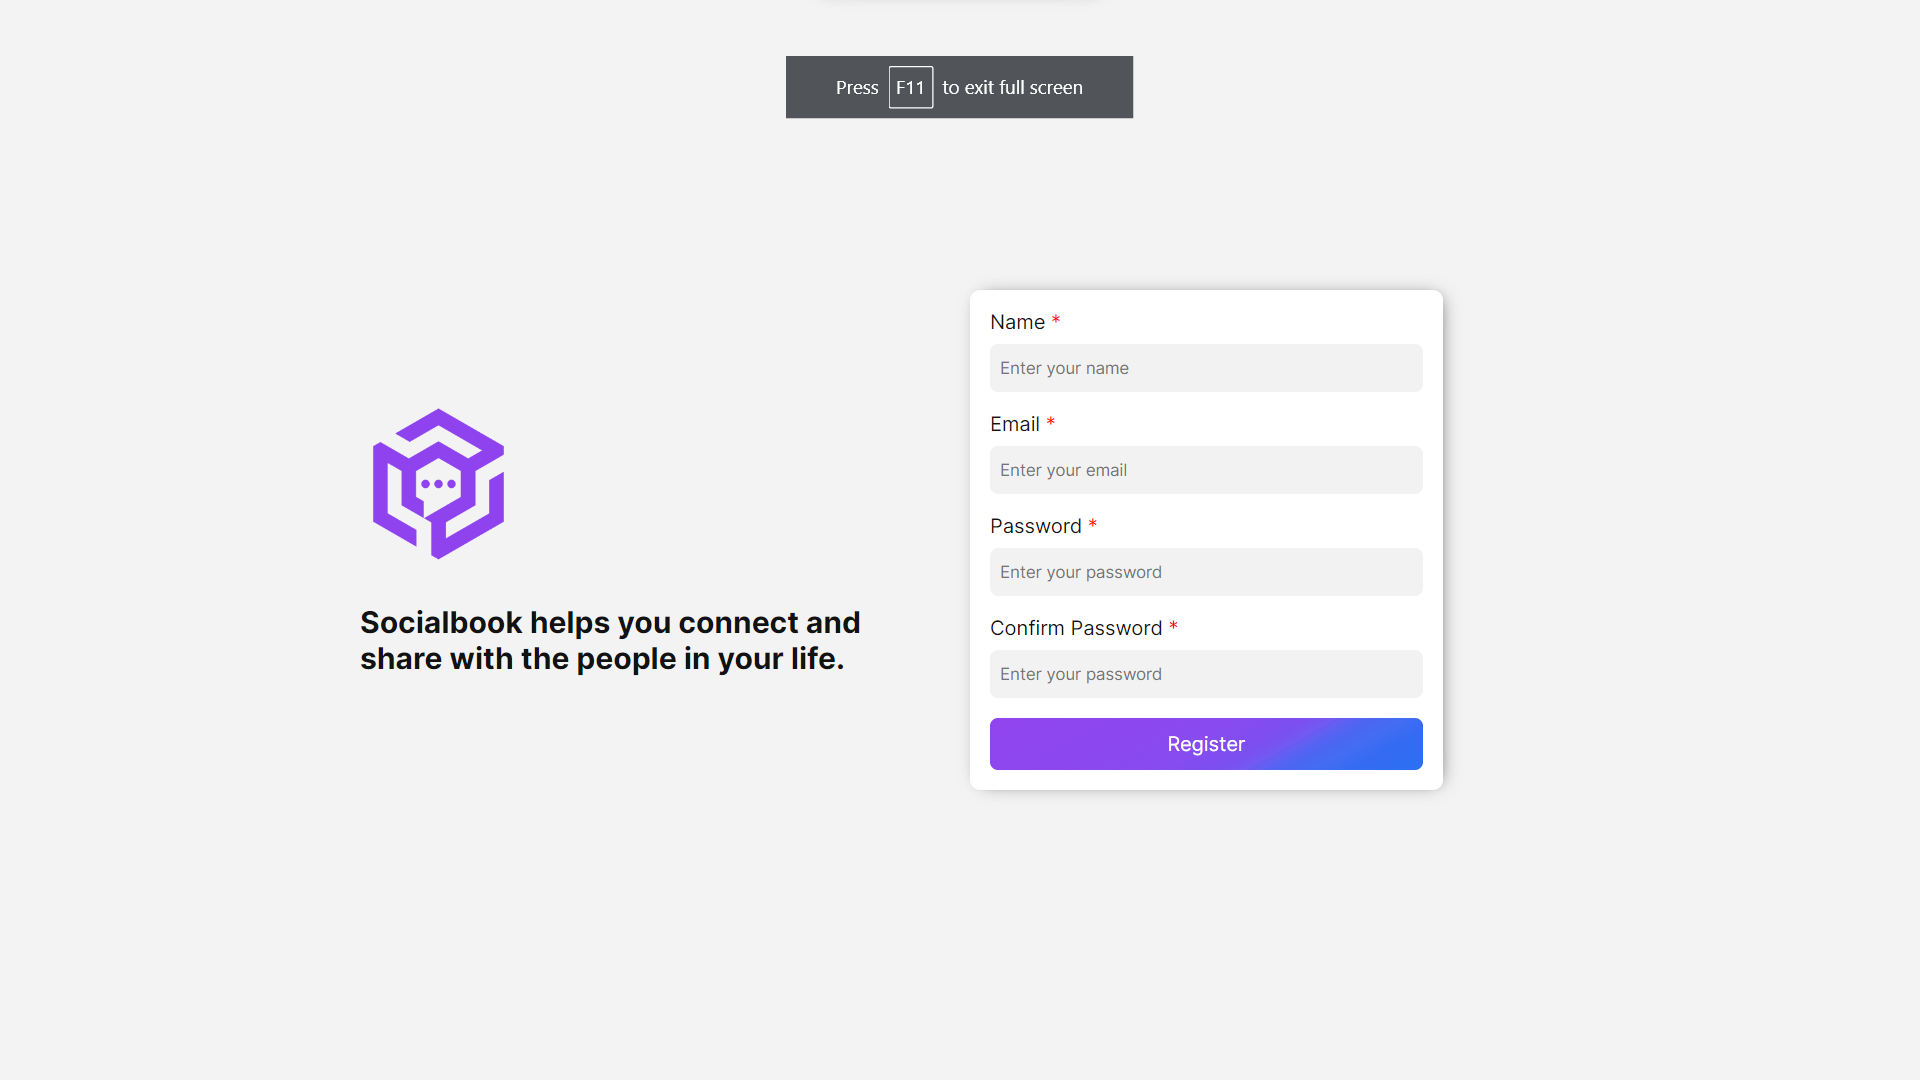 Press F11 to exit full screen
Socialbook helps you connect and
share with the people in your life.
Name *
Enter your name
Email *
Enter your email
Password *
Enter your password
Confirm Password *
Enter your password
Register